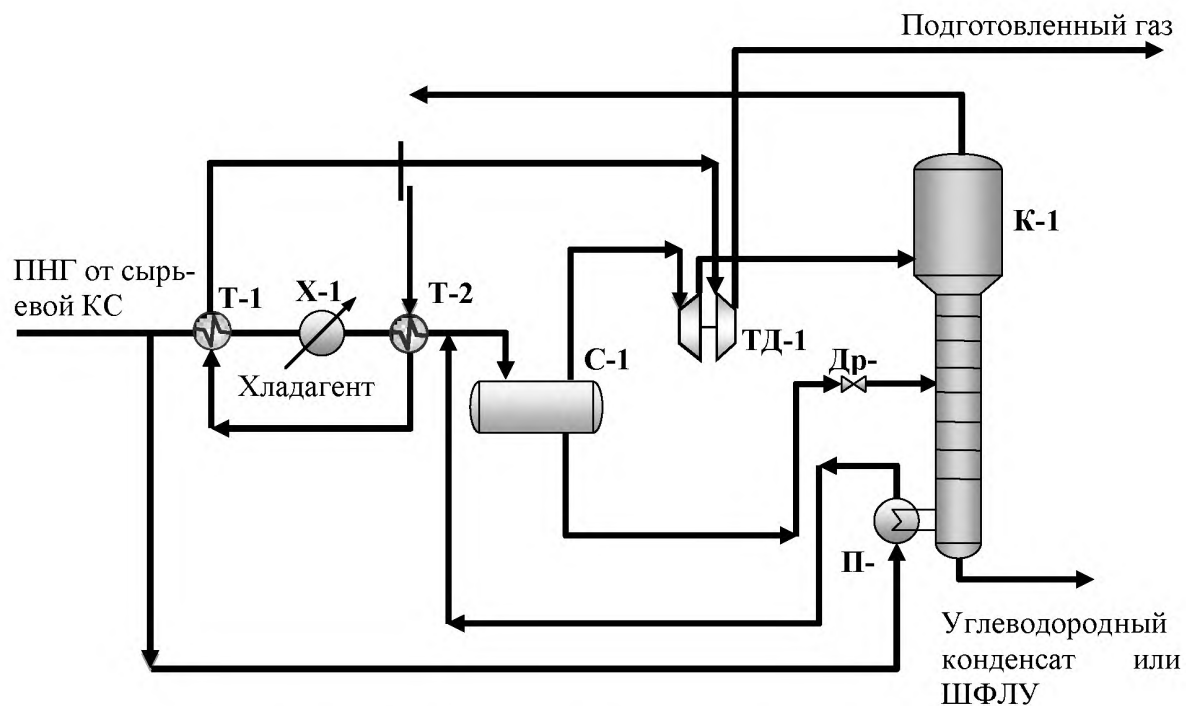 Подготовленный газ
К-1
ПНГ от сырь-
евой КС
Т-1
Х-1
Т-2
Хладагент
С-1
ТД-1
Др-
П-
Углеводородный
конденсат или
ШФЛУ